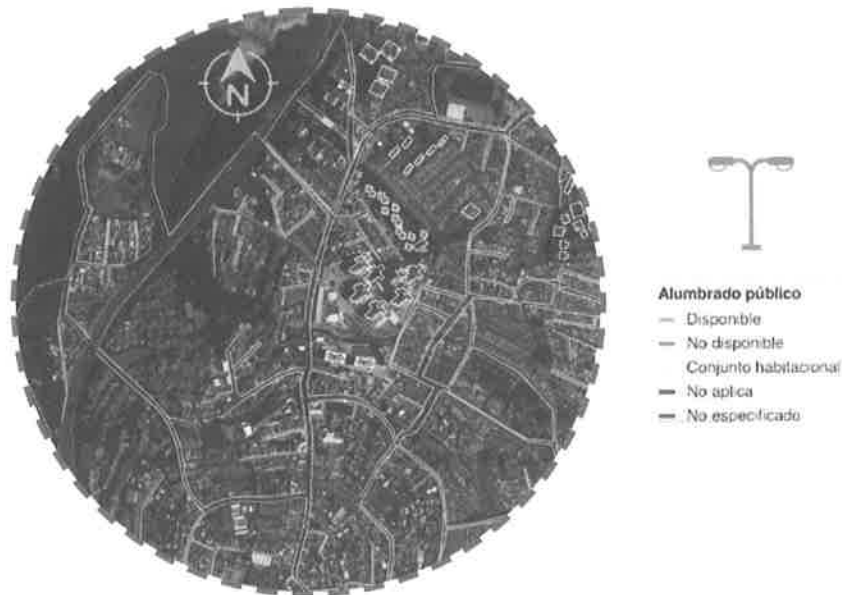 N
Alumbrado público
Disponible
No disponible
Conjunto habitacional
No aplica
No especificado